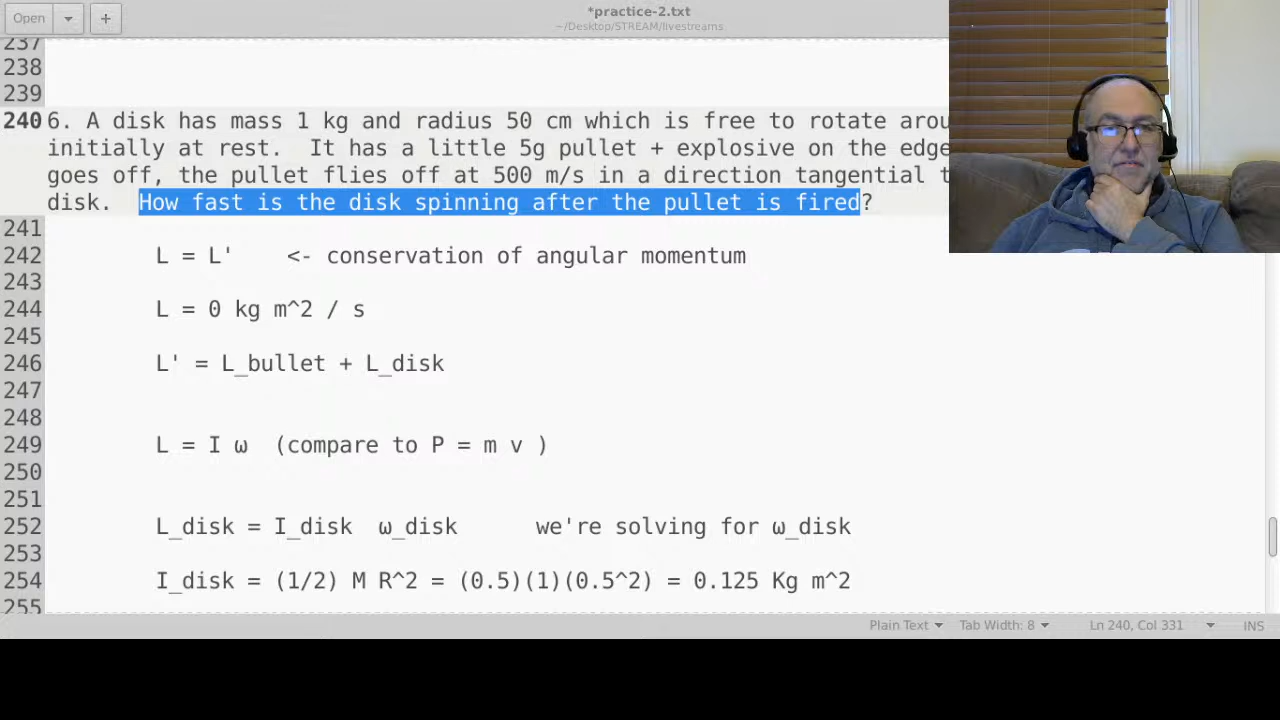 Open
*practice-2.txt
~/Desktop/STREAM/livestreams
237
238
239
240 6. A disk has mass 1 kg and radius 50 cm which is free to rotate
initially at rest.  It has a little 5g pullet + explosive on the edge
goes off, the pullet flies off at 500 m/s in a direction tangential
disk.  How fast is the disk spinning after the pullet is fired?
241
242 L = L'    <- conservation of angular momentum
243
244 L = 0 kg m^2 / s
245
246 L' = L_bullet + L_disk
247
248
249 L = I ω  (compare to P = m v )
250
251
252 L_disk = I_disk  ω_disk      we're solving for ω_disk
253
254 I_disk = (1/2) M R^2 = (0.5)(1)(0.5^2) = 0.125 Kg m^2
255
Plain Text Tab Width: 8 Ln 240, Col 331 INS